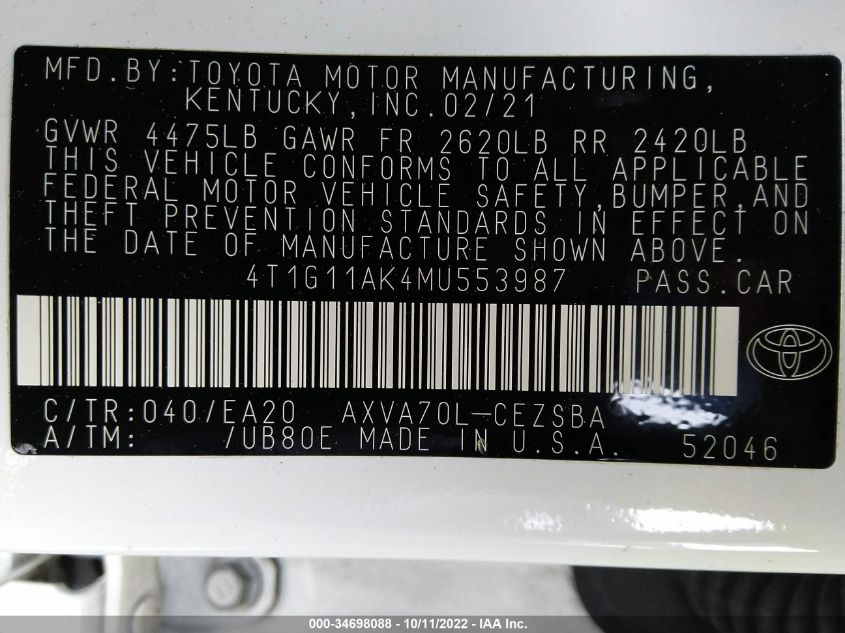 MFD.BY:TOYOTA MOTOR MANUFACTURING,
KENTUCKY,INC.02/21
GVWR 4475LB GAWR FR 2620LB RR 2420LB
THIS VEHICLE CONFORMS TO ALL APPLICABLE
FEDERAL MOTOR VEHICLE SAFETY,BUMPER,AND
THEFT PREVENTION STANDARDS IN EFFECT ON
THE DATE OF MANUFACTURE SHOWN ABOVE.
4T1G11AK4MU553987 PASS.CAR
C/TR:040/EA20 AXVA70L-CEZSBA
A/TM: /UB80E MADE IN U.S.A. 52046
000-34698088 - 10/11/2022 - IAA Inc.